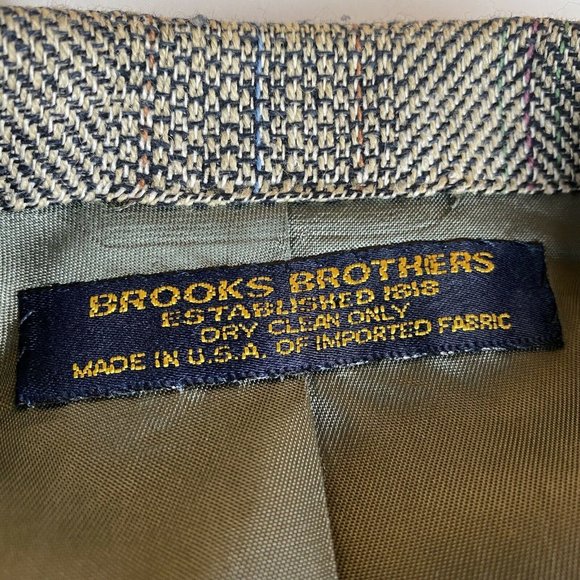 BROOKS BROTHERS
ESTABLISHED 1818
DRY CLEAN ONLY
MADE IN U.S.A. OF IMPORTED FABRIC